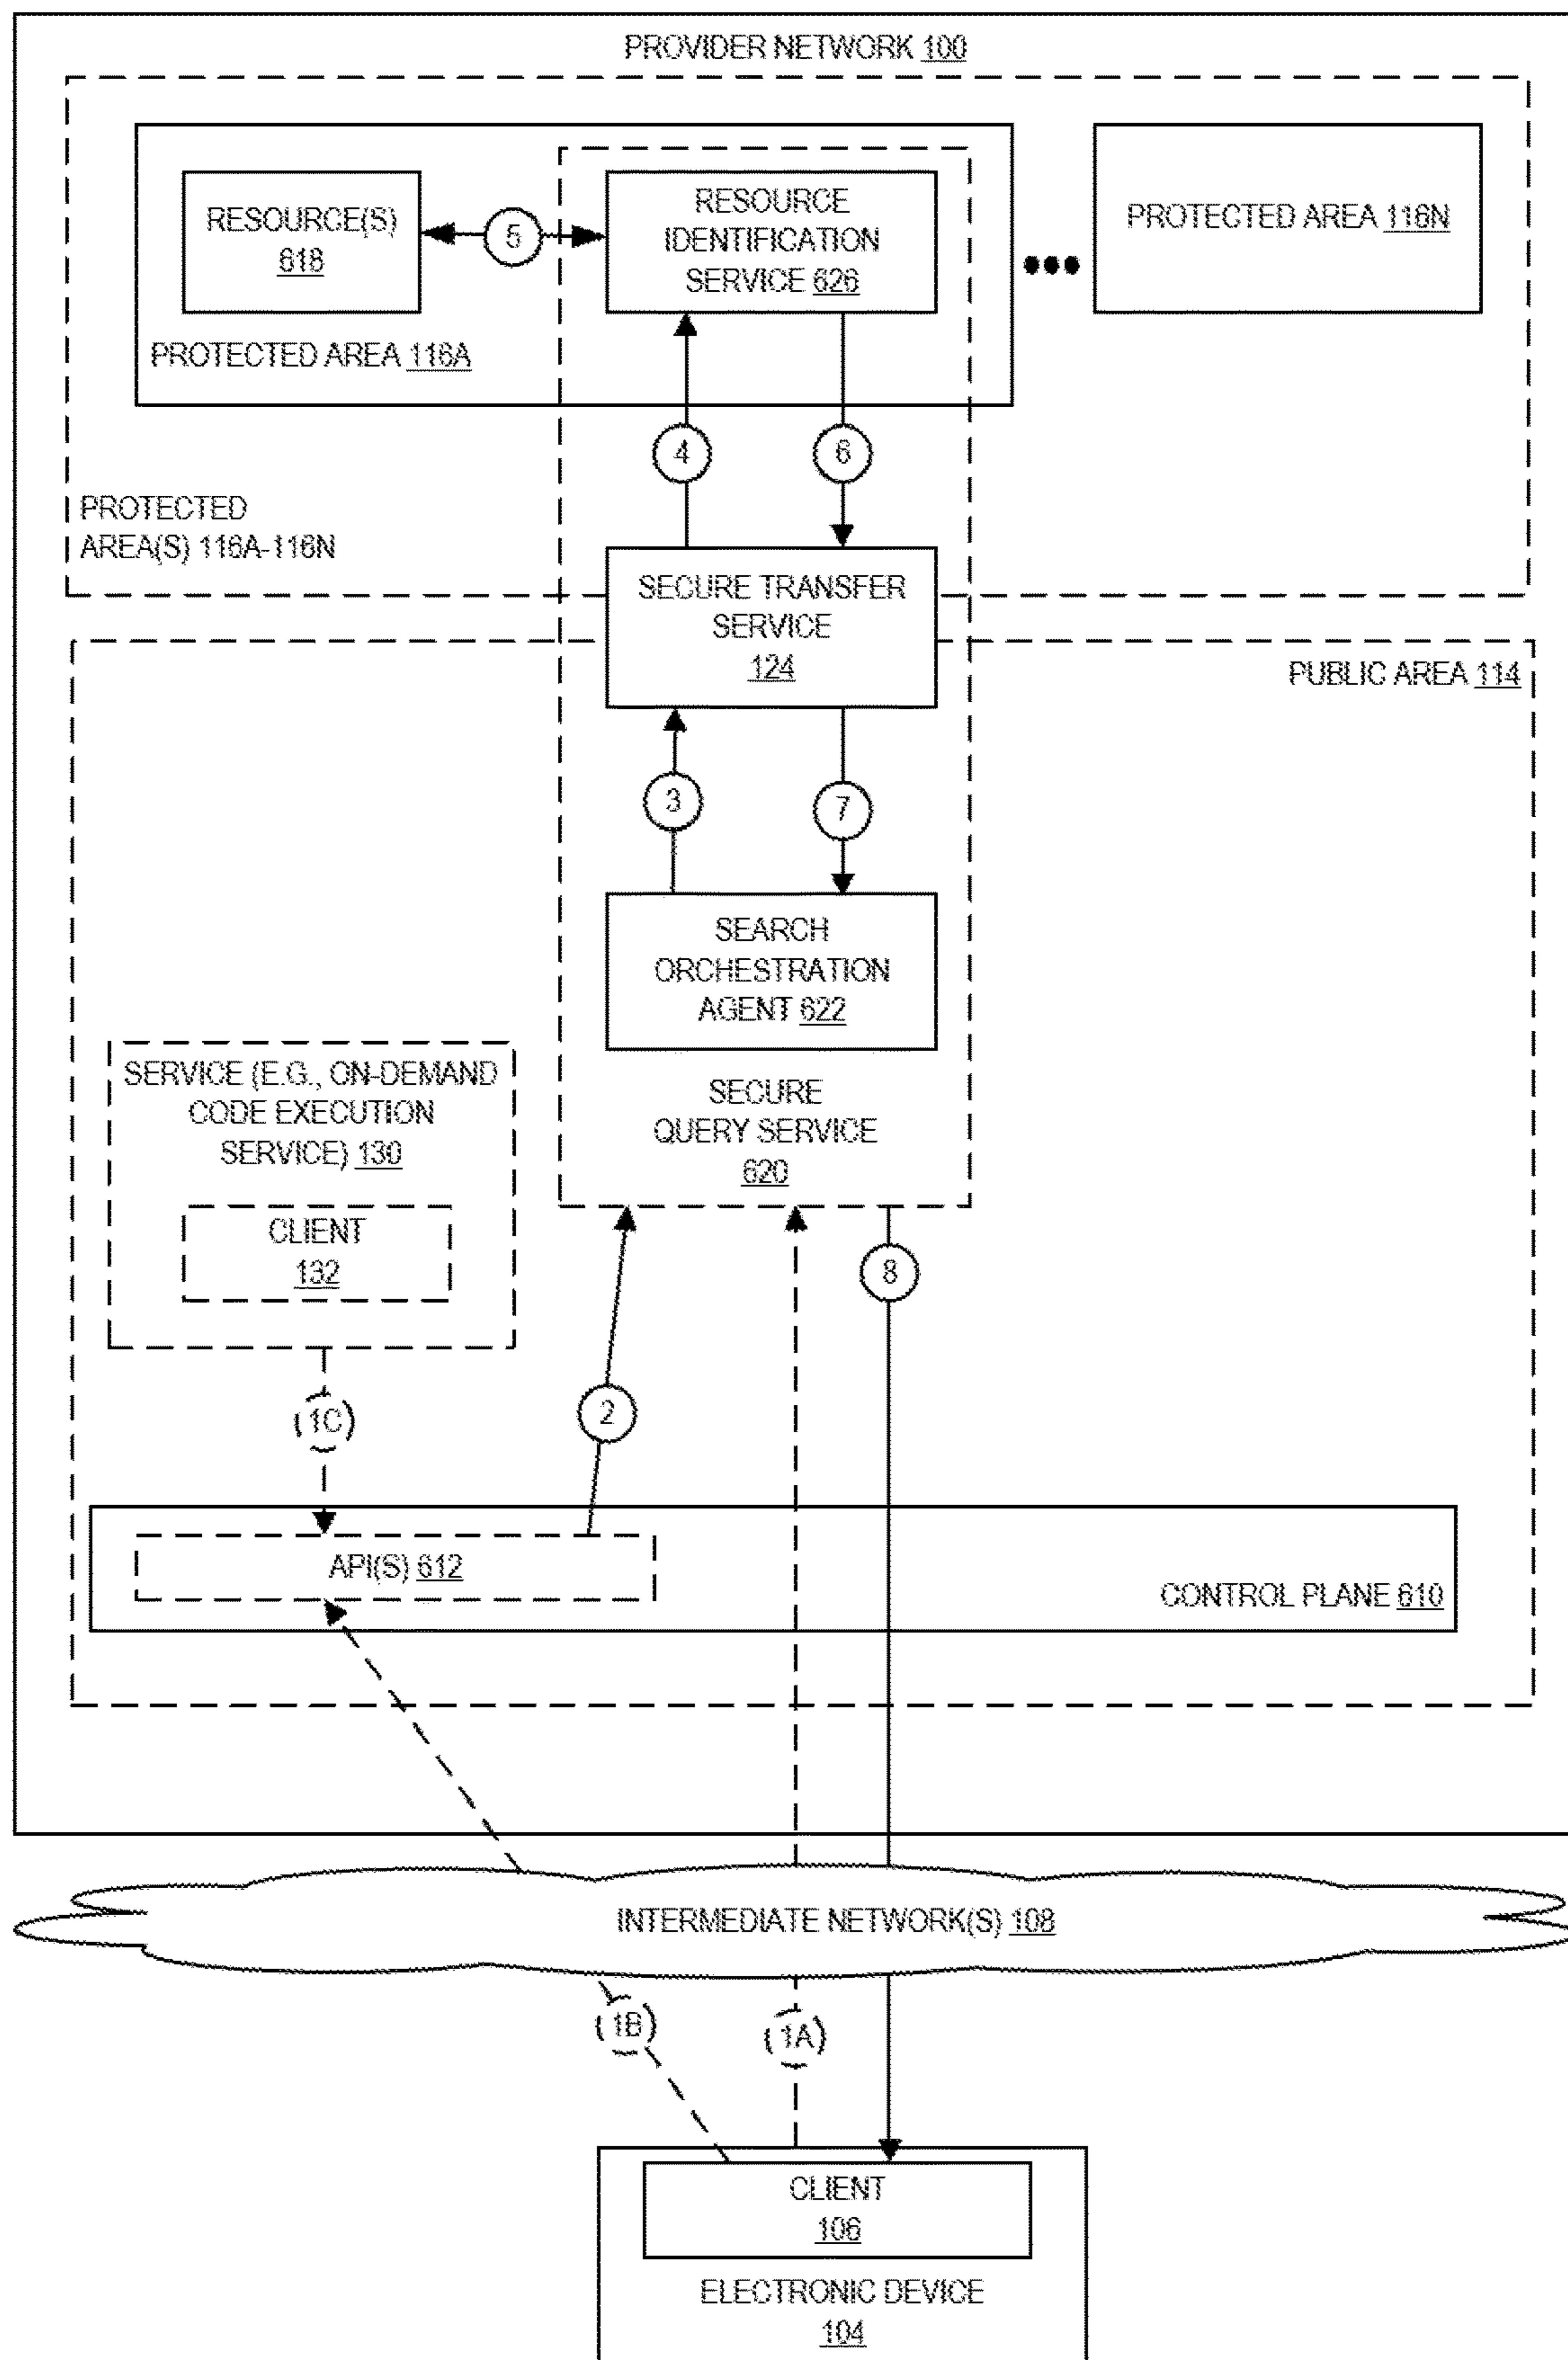 PROVIDER NETWORK 100
RESOURCE(S)
618
5
RESOURCE
IDENTIFICATION
SERVICE 626
PROTECTED AREA 116N
PROTECTED AREA 116A
4
6
PROTECTED
AREA(S) 116A-116N
SECURE TRANSFER
SERVICE
124
PUBLIC AREA 114
3
7
SEARCH
ORCHESTRATION
AGENT 622
SERVICE (E.G., ON-DEMAND
CODE EXECUTION
SERVICE) 130
SECURE
QUERY SERVICE
620
CLIENT
132
8
1C
2
API(S) 612
CONTROL PLANE 610
INTERMEDIATE NETWORK(S) 108
1B
1A
CLIENT
106
ELECTRONIC DEVICE
104